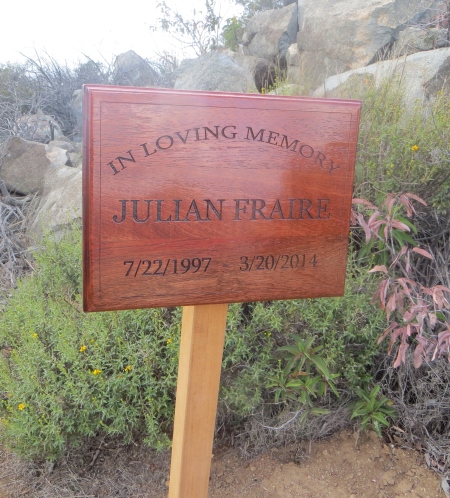 IN LOVING MEMORY
JULIAN FRAIRE
7/22/1997 - 3/20/2014